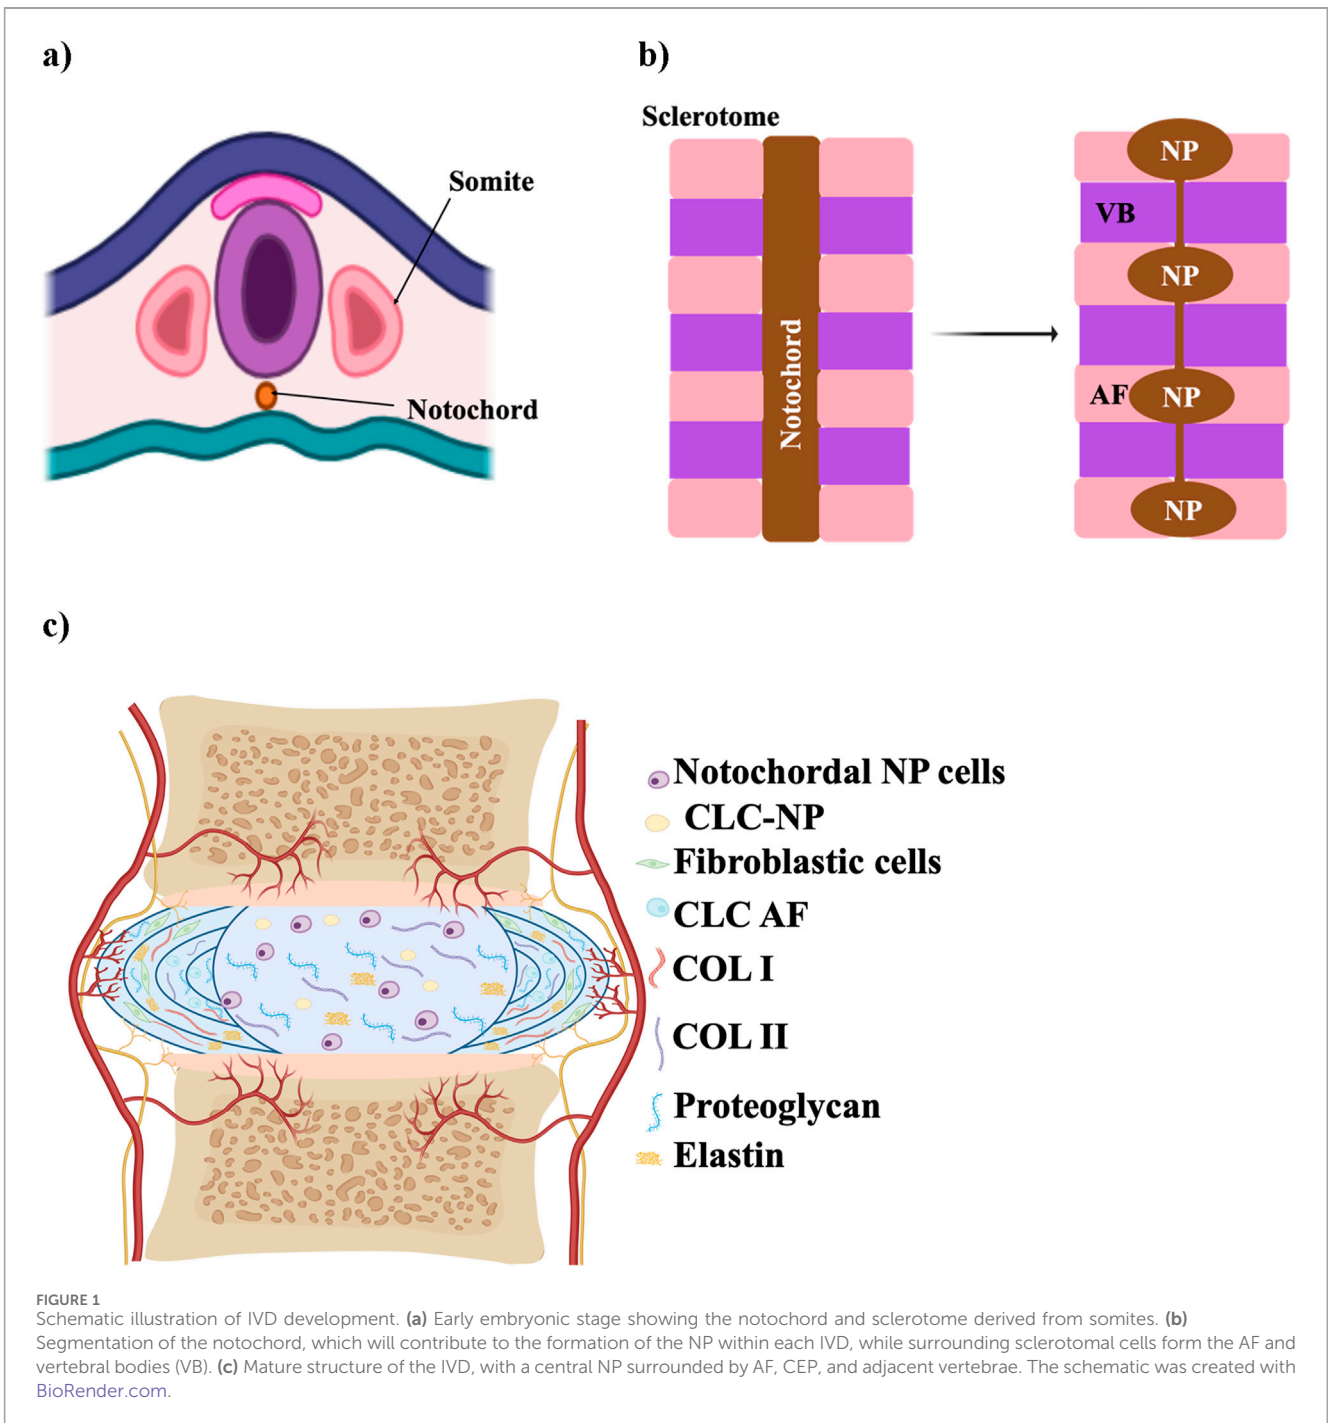 a)
Somite
Notochord
b)
Sclerotome
Notochord
NP
VB
NP
AF
NP
NP
c)
Notochordal NP cells
CLC-NP
Fibroblastic cells
CLC AF
COL I
COL II
Proteoglycan
Elastin
FIGURE 1
Schematic illustration of IVD development. (a) Early embryonic stage showing the notochord and sclerotome derived from somites. (b)
Segmentation of the notochord, which will contribute to the formation of the NP within each IVD, while surrounding sclerotomal cells form the AF and
vertebral bodies (VB). (c) Mature structure of the IVD, with a central NP surrounded by AF, CEP, and adjacent vertebrae. The schematic was created with
BioRender.com.